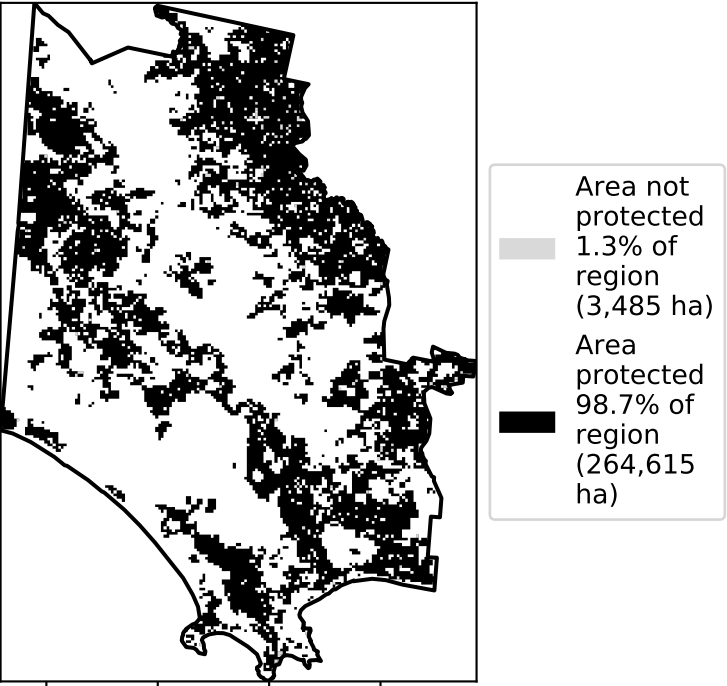 Area not
protected
1.3% of
region
(3,485 ha)
Area
protected
98.7% of
region
(264,615
ha)